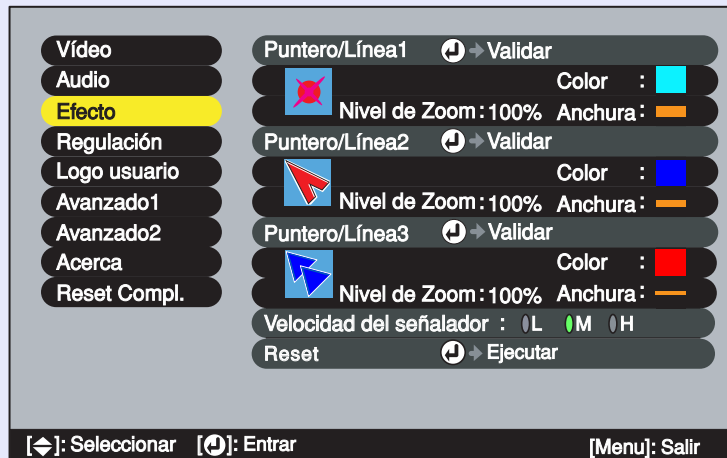 Vídeo
Audio
Efecto
Regulación
Logo usuario
Avanzado1
Avanzado2
Acerca
Reset Compl.
Puntero/Línea1 Validar
Color :
Nivel de Zoom : 100% Anchura :
Puntero/Línea2 Validar
Color :
Nivel de Zoom : 100% Anchura :
Puntero/Línea3 Validar
Color :
Nivel de Zoom : 100% Anchura :
Velocidad del señalador : L M H
Reset Ejecutar
[ ]: Seleccionar [ ]: Entrar [Menu]: Salir